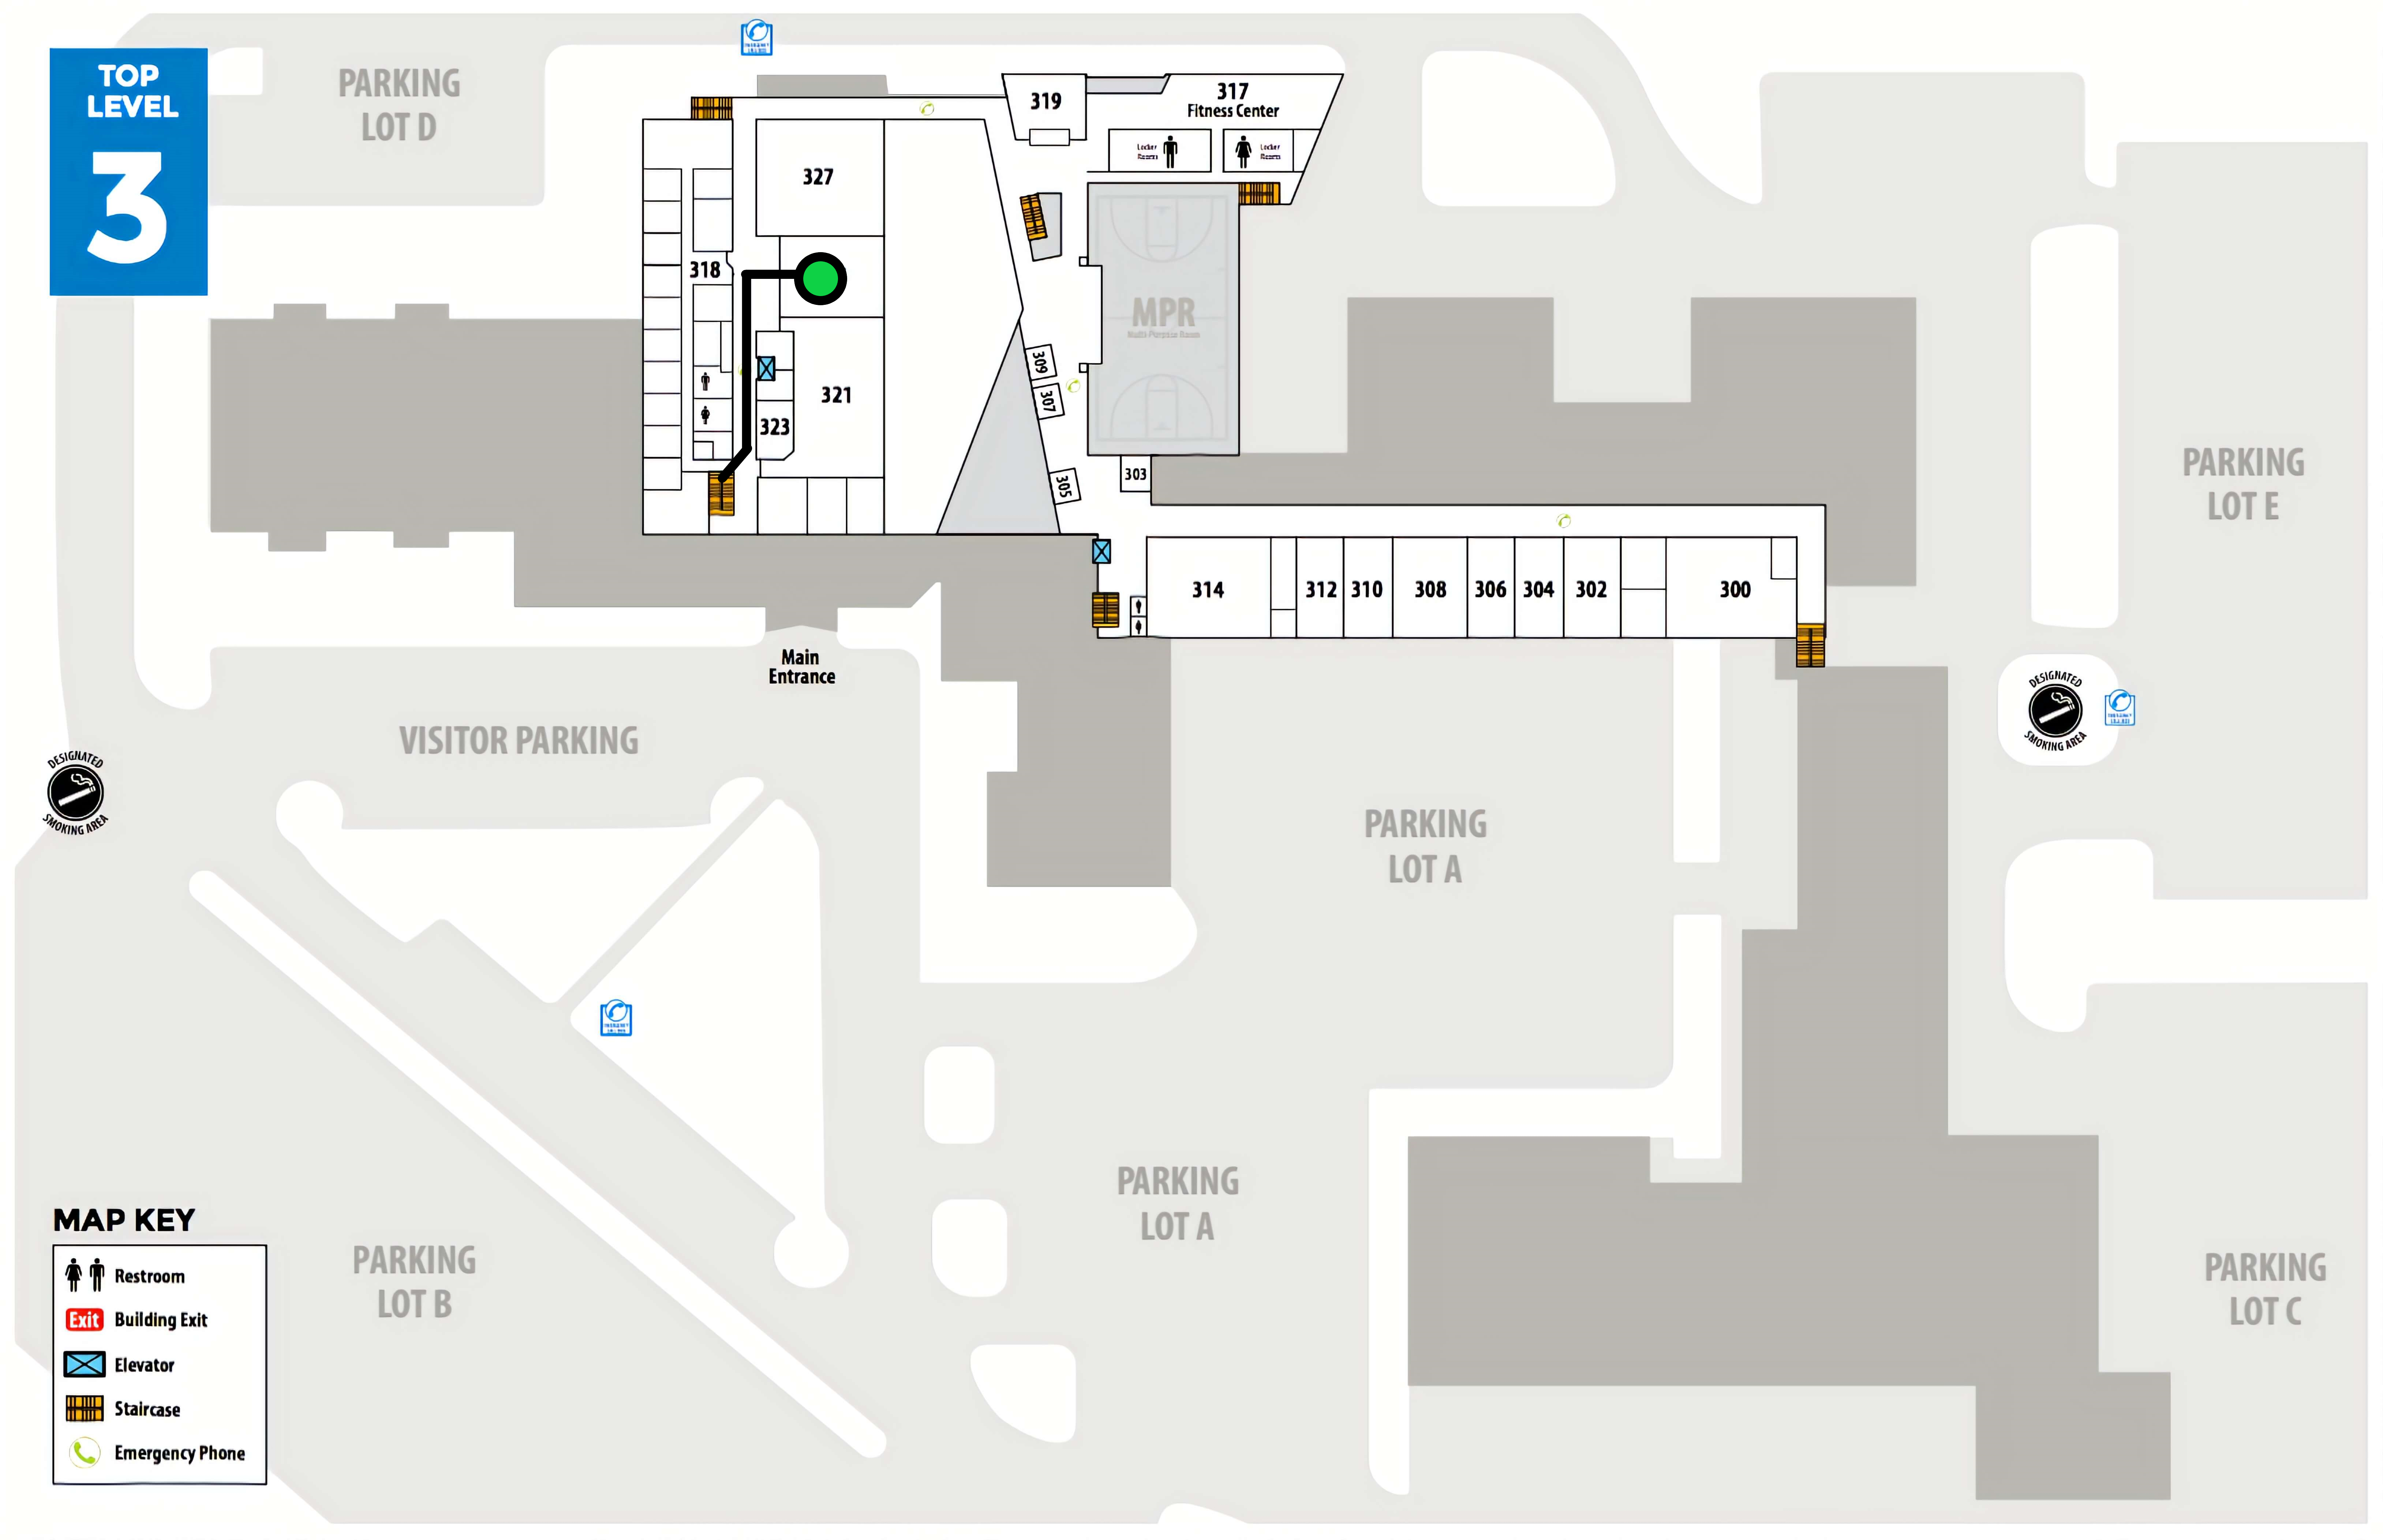 TOP
LEVEL
3
PARKING
LOT D
319
317
Fitness Center
Locker
Rooms
Locker
Rooms
327
318
MPR
Multi-Purpose Room
309
307
321
323
305
303
PARKING
LOT E
314
312
310
308
306
304
302
300
Main
Entrance
VISITOR PARKING
DESIGNATED
SMOKING AREA
DESIGNATED
SMOKING AREA
PARKING
LOT A
PARKING
LOT A
PARKING
LOT B
PARKING
LOT C
MAP KEY
Restroom
Exit Building Exit
Elevator
Staircase
Emergency Phone